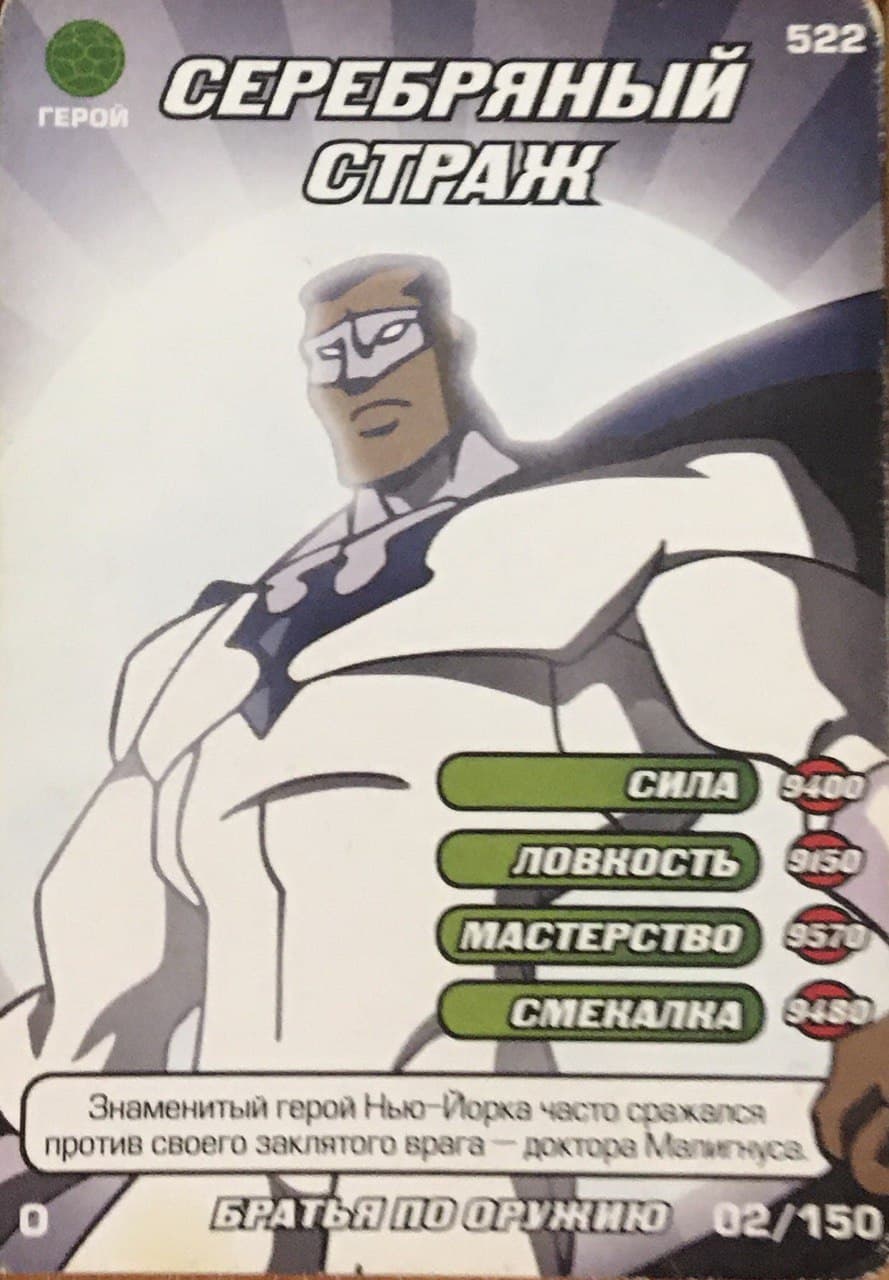 522
ГЕРОЙ
СЕРЕБРЯНЫЙ
СТРАЖ
СИЛА 9400
ЛОВКОСТЬ 9150
МАСТЕРСТВО 9570
СМЕКАЛКА 9480
Знаменитый герой Нью-Йорка часто сражался
против своего заклятого врага — доктора Малигнуса.
0 БРАТЬЯ ПО ОРУЖИЮ 02/150